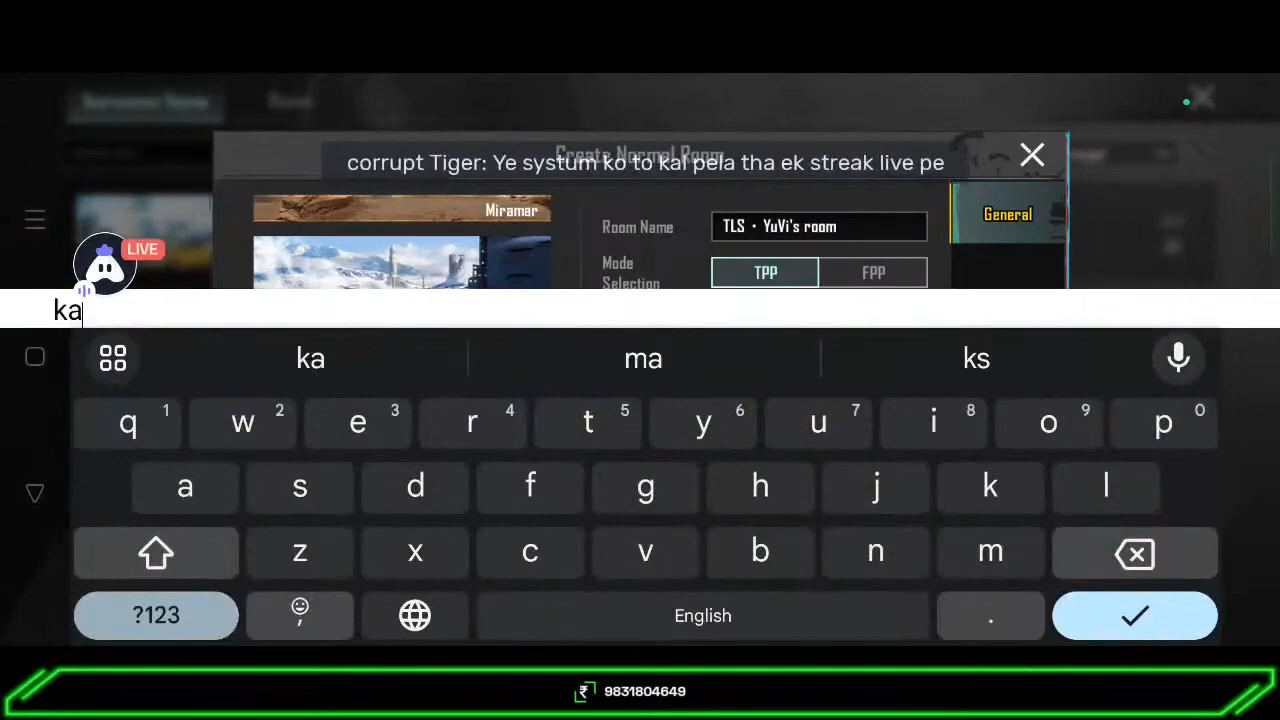 Create Normal Room
corrupt Tiger: Ye systum ko to kal pela tha ek streak live pe
Miramar
Room Name
TLS • YuVi's room
General
LIVE
Mode
Selection
TPP
FPP
ka
ka
ma
ks
q 1 w 2 e 3 r 4 t 5 y 6 u 7 i 8 o 9 p 0
a s d f g h j k l
z x c v b n m
?123 , English .
₹ 9831804649